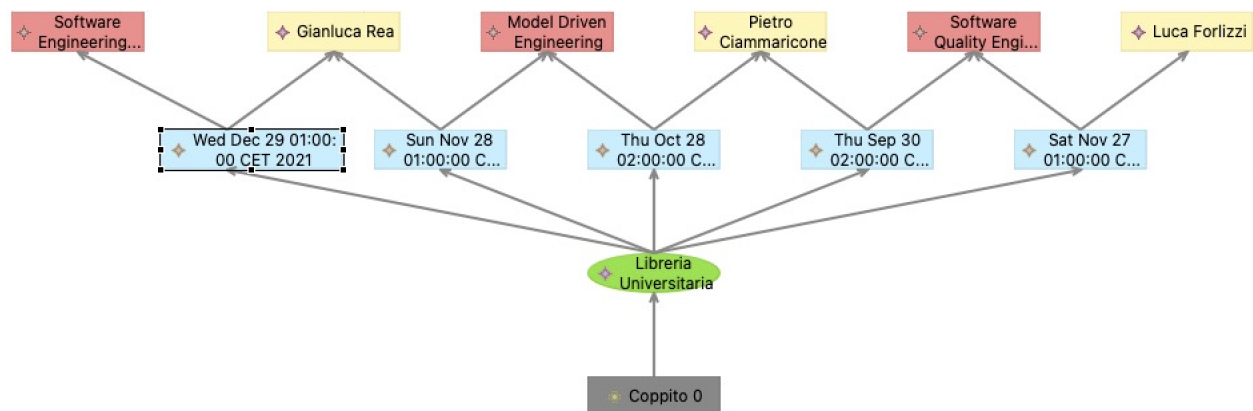 Software
Engineering...
Gianluca Rea
Model Driven
Engineering
Pietro
Ciammaricone
Software
Quality Engi...
Luca Forlizzi
Wed Dec 29 01:00:
00 CET 2021
Sun Nov 28
01:00:00 C...
Thu Oct 28
02:00:00 C...
Thu Sep 30
02:00:00 C...
Sat Nov 27
01:00:00 C...
Libreria
Universitaria
Coppito 0